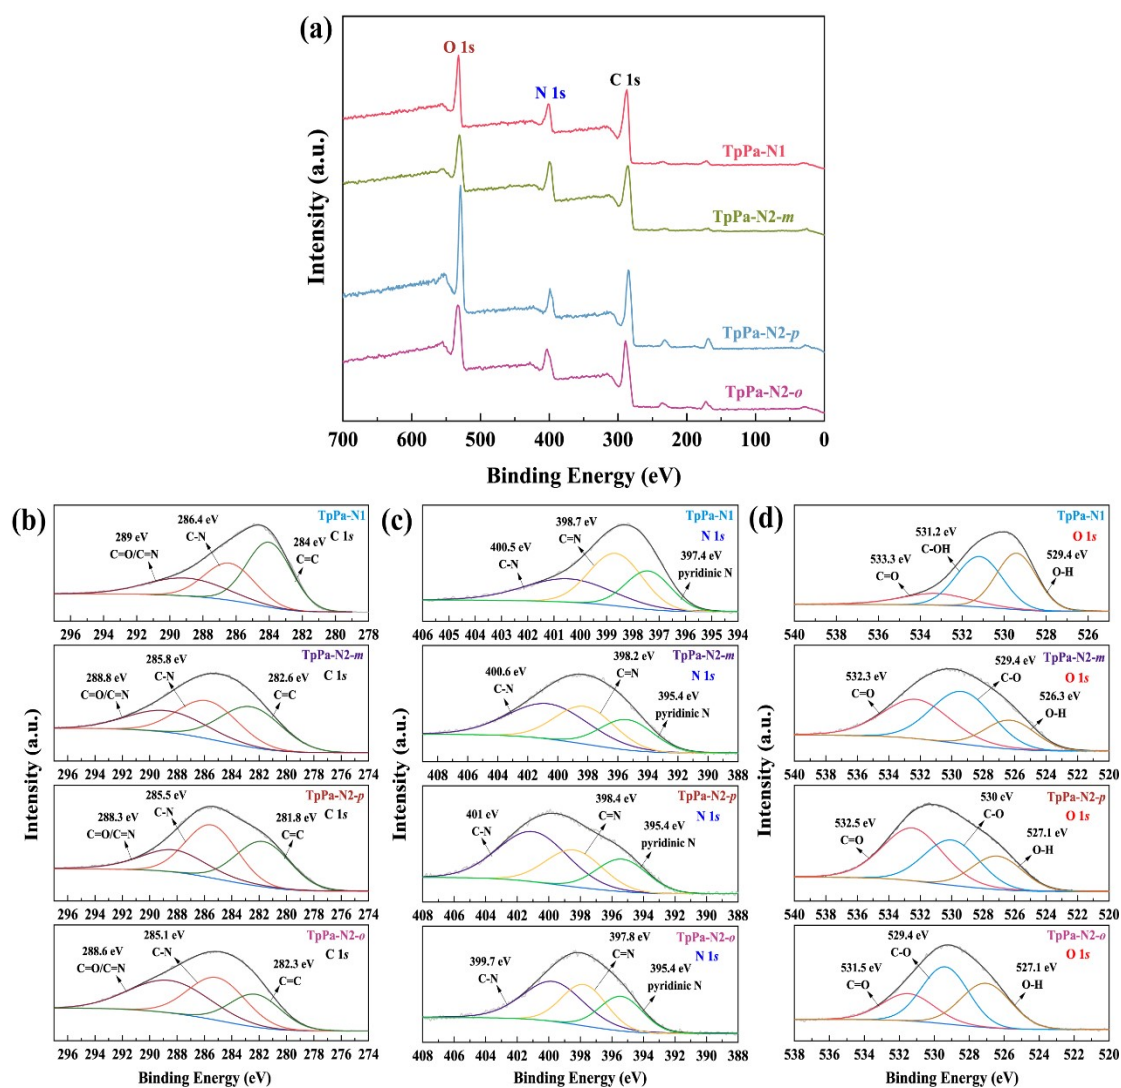 (a)
O 1s
N 1s
C 1s
TpPa-N1
TpPa-N2-m
TpPa-N2-p
TpPa-N2-o
Intensity (a.u.)
700 600 500 400 300 200 100 0
Binding Energy (eV)
(b)
TpPa-N1
C 1s
289 eV
C=O/C=N
286.4 eV
C-N
284 eV
C=C
296 294 292 290 288 286 284 282 280 278
TpPa-N2-m
C 1s
288.8 eV
C=O/C=N
285.8 eV
C-N
282.6 eV
C=C
296 294 292 290 288 286 284 282 280 278 276 274
TpPa-N2-p
C 1s
288.3 eV
C=O/C=N
285.5 eV
C-N
281.8 eV
C=C
296 294 292 290 288 286 284 282 280 278 276 274
TpPa-N2-o
C 1s
288.6 eV
C=O/C=N
285.1 eV
C-N
282.3 eV
C=C
296 294 292 290 288 286 284 282 280 278 276 274
Intensity (a.u.)
Binding Energy (eV)
(c)
TpPa-N1
N 1s
400.5 eV
C-N
398.7 eV
C=N
397.4 eV
pyridinic N
406 405 404 403 402 401 400 399 398 397 396 395 394
TpPa-N2-m
N 1s
400.6 eV
C-N
398.2 eV
C=N
395.4 eV
pyridinic N
408 406 404 402 400 398 396 394 392 390 388
TpPa-N2-p
N 1s
401 eV
C-N
398.4 eV
C=N
395.4 eV
pyridinic N
408 406 404 402 400 398 396 394 392 390 388
TpPa-N2-o
N 1s
399.7 eV
C-N
397.8 eV
C=N
395.4 eV
pyridinic N
408 406 404 402 400 398 396 394 392 390 388
Intensity (a.u.)
Binding Energy (eV)
(d)
TpPa-N1
O 1s
533.3 eV
C=O
531.2 eV
C-OH
529.4 eV
O-H
540 538 536 534 532 530 528 526
TpPa-N2-m
O 1s
532.3 eV
C=O
529.4 eV
C-O
526.3 eV
O-H
540 538 536 534 532 530 528 526 524 522 520
TpPa-N2-p
O 1s
532.5 eV
C=O
530 eV
C-O
527.1 eV
O-H
540 538 536 534 532 530 528 526 524 522 520
TpPa-N2-o
O 1s
531.5 eV
C=O
529.4 eV
C-O
527.1 eV
O-H
538 536 534 532 530 528 526 524 522 520
Intensity (a.u.)
Binding Energy (eV)